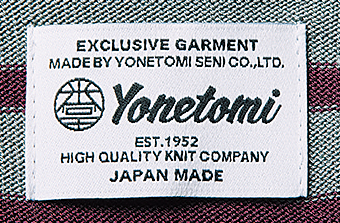 EXCLUSIVE GARMENT
MADE BY YONETOMI SENI CO.,LTD.
Yonetomi
EST.1952
HIGH QUALITY KNIT COMPANY
JAPAN MADE